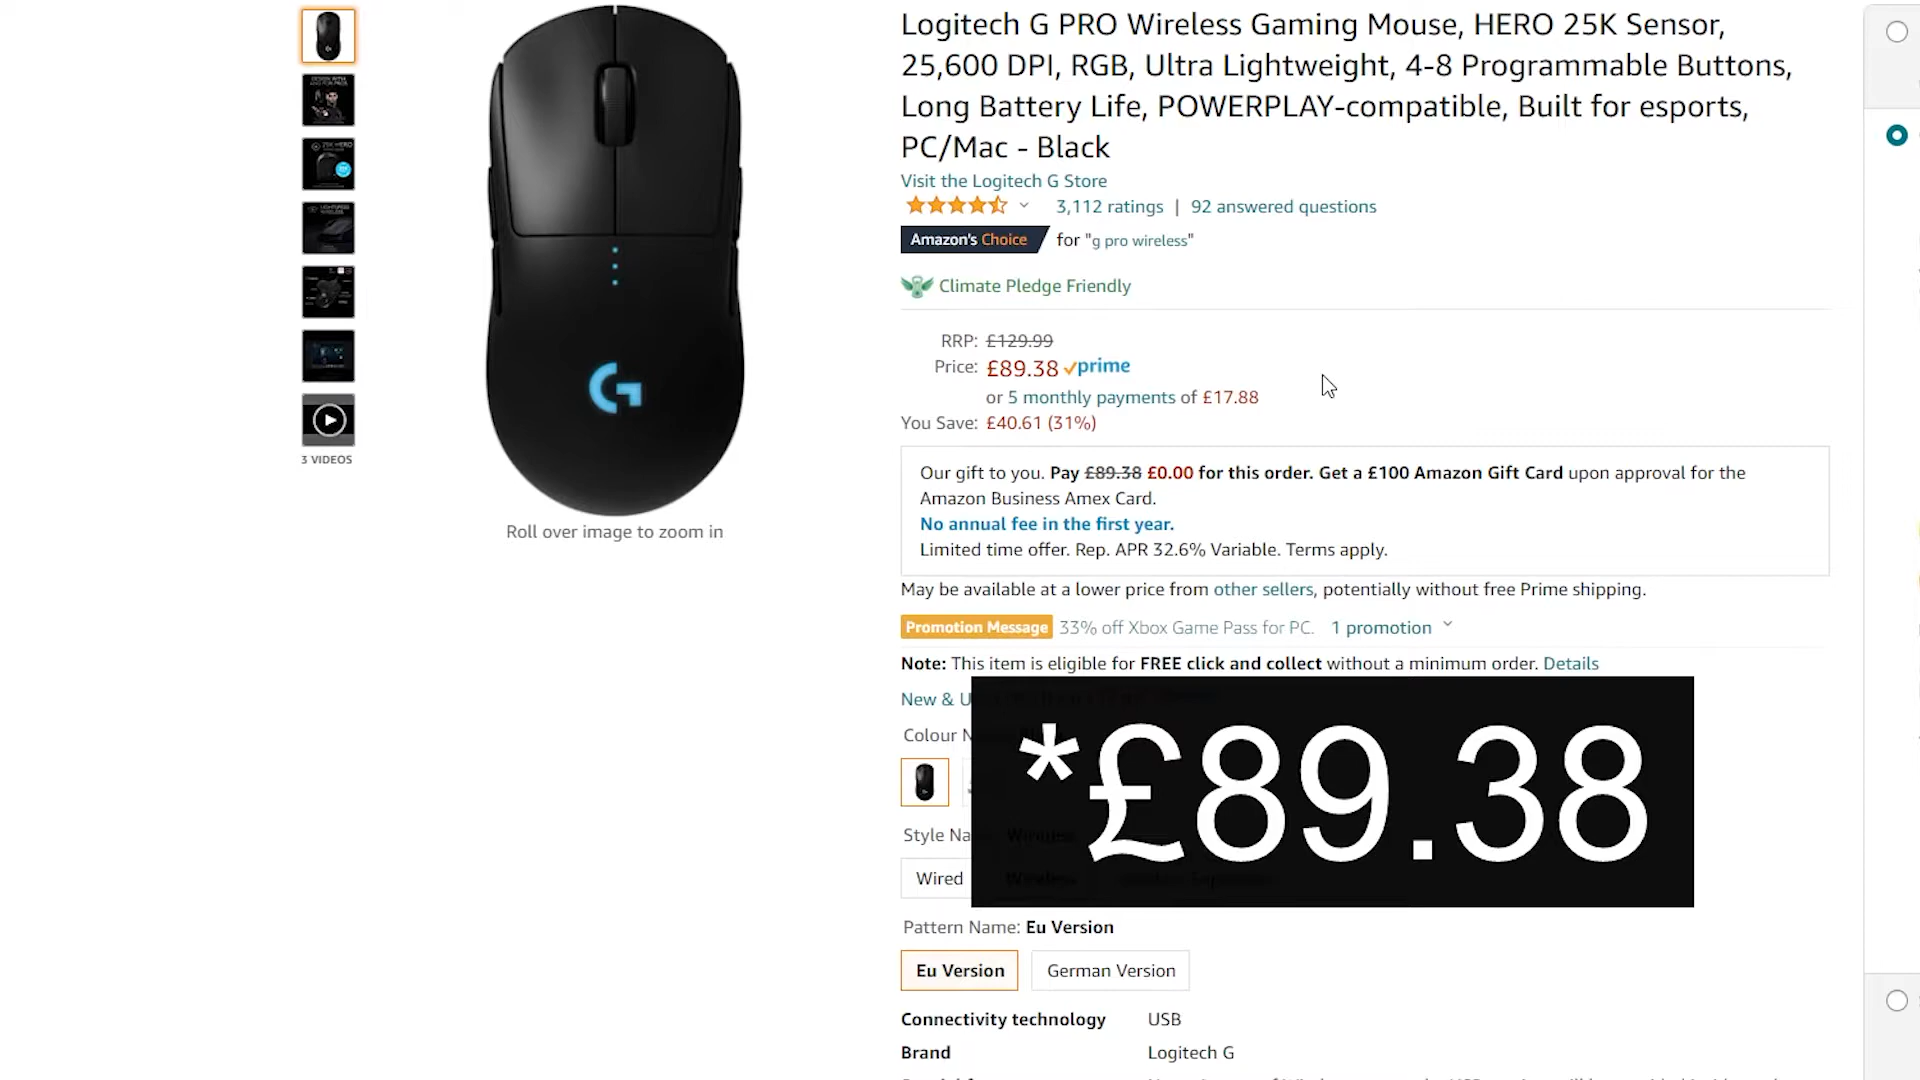 Logitech G PRO Wireless Gaming Mouse, HERO 25K Sensor,
25,600 DPI, RGB, Ultra Lightweight, 4-8 Programmable Buttons,
Long Battery Life, POWERPLAY-compatible, Built for esports,
PC/Mac - Black
Visit the Logitech G Store
3,112 ratings | 92 answered questions
Amazon's Choice for "g pro wireless"
Climate Pledge Friendly
RRP: £129.99
Price: £89.38 prime
or 5 monthly payments of £17.88
You Save: £40.61 (31%)
3 VIDEOS
Roll over image to zoom in
Our gift to you. Pay £89.38 £0.00 for this order. Get a £100 Amazon Gift Card upon approval for the
Amazon Business Amex Card.
No annual fee in the first year.
Limited time offer. Rep. APR 32.6% Variable. Terms apply.
May be available at a lower price from other sellers, potentially without free Prime shipping.
Promotion Message 33% off Xbox Game Pass for PC. 1 promotion
Note: This item is eligible for FREE click and collect without a minimum order. Details
New &
Colour
*£89.38
Style
Wireless
Wired
Wireless
Pattern Name: Eu Version
Eu Version
German Version
Connectivity technology USB
Brand Logitech G